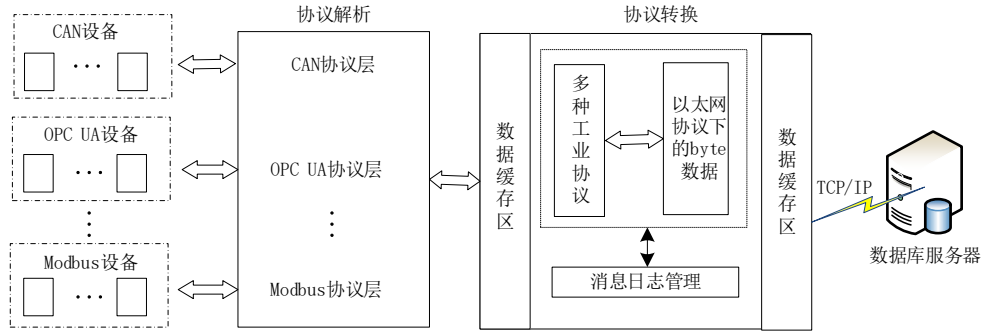 协议解析
协议转换
CAN设备
...
OPC UA设备
...
⋮
Modbus设备
...
CAN协议层
OPC UA协议层
⋮
Modbus协议层
数据缓存区
多种工业协议
以太网
协议下
的byte
数据
消息日志管理
数据缓存区
TCP/IP
数据库服务器